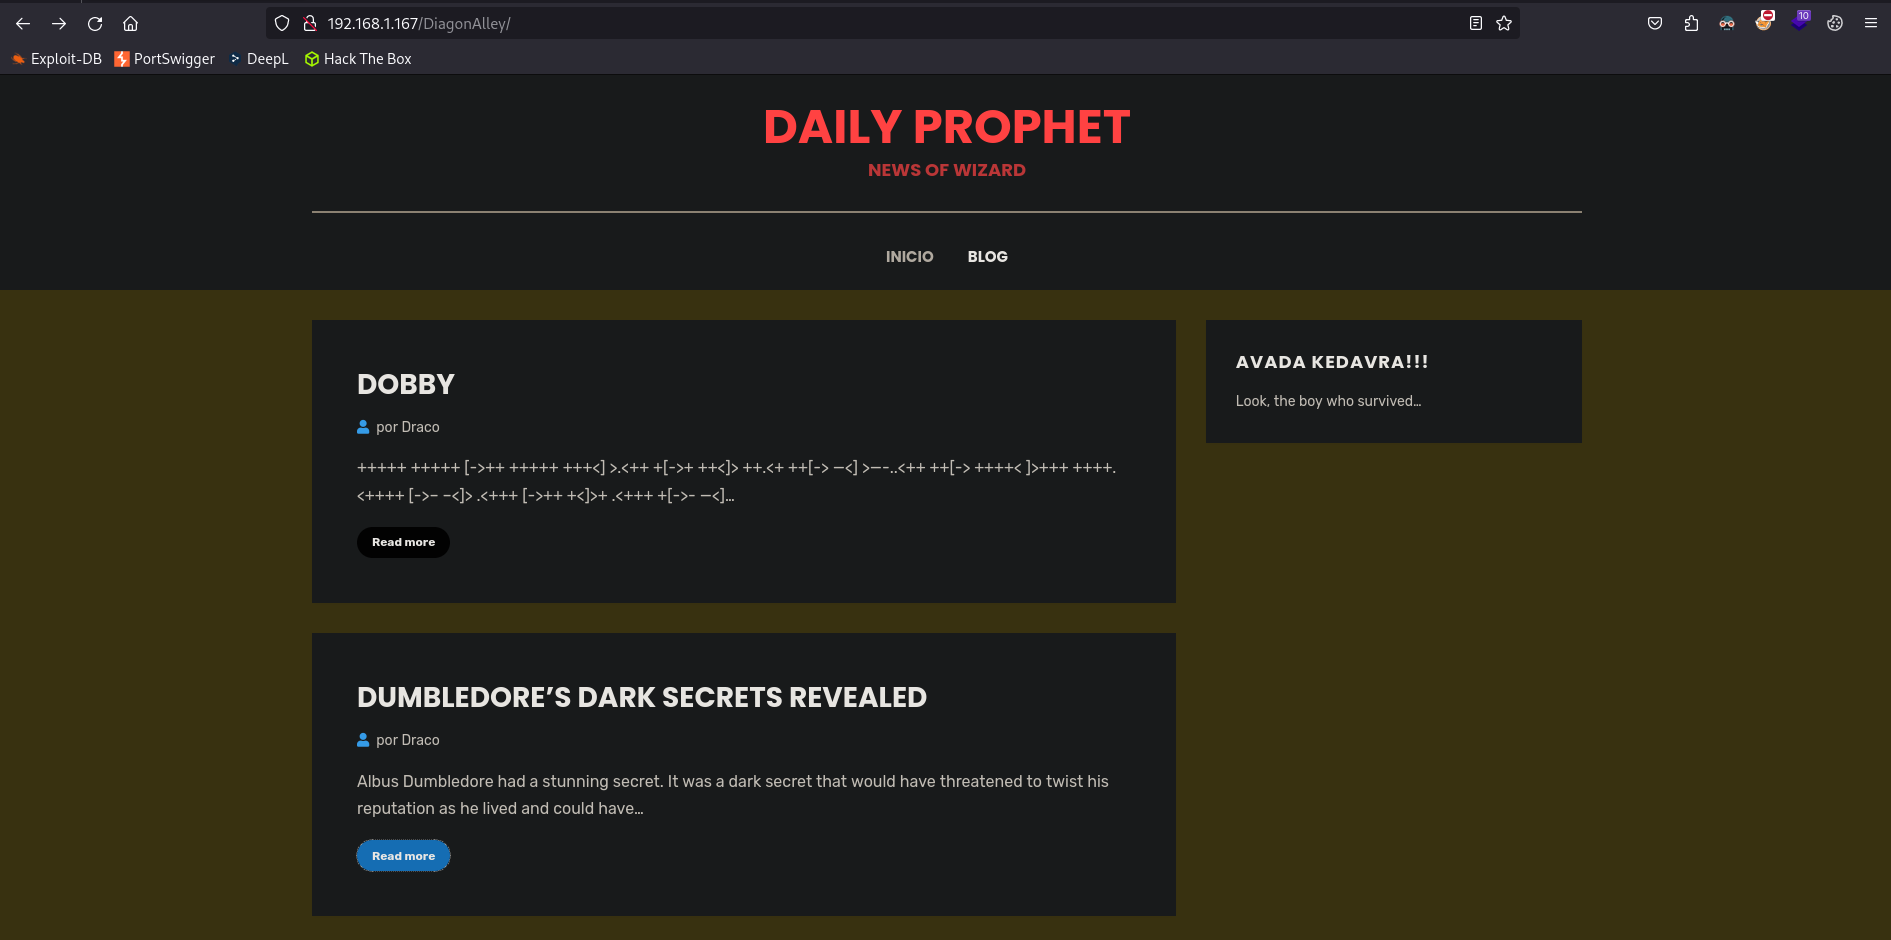 192.168.1.167/DiagonAlley/
10
Exploit-DB PortSwigger DeepL Hack The Box
DAILY PROPHET
NEWS OF WIZARD
INICIO BLOG
DOBBY
por Draco
+++++ +++++ [->++ +++++ +++<] >.<++ +[->+ ++<]> ++.<+ ++[-> —<] >—-..<++ ++[-> ++++< ]>+++ ++++.
<++++ [->– –<]> .<+++ [->++ +<]>+ .<+++ +[->- —<]…
Read more
AVADA KEDAVRA!!!
Look, the boy who survived…
DUMBLEDORE’S DARK SECRETS REVEALED
por Draco
Albus Dumbledore had a stunning secret. It was a dark secret that would have threatened to twist his
reputation as he lived and could have…
Read more